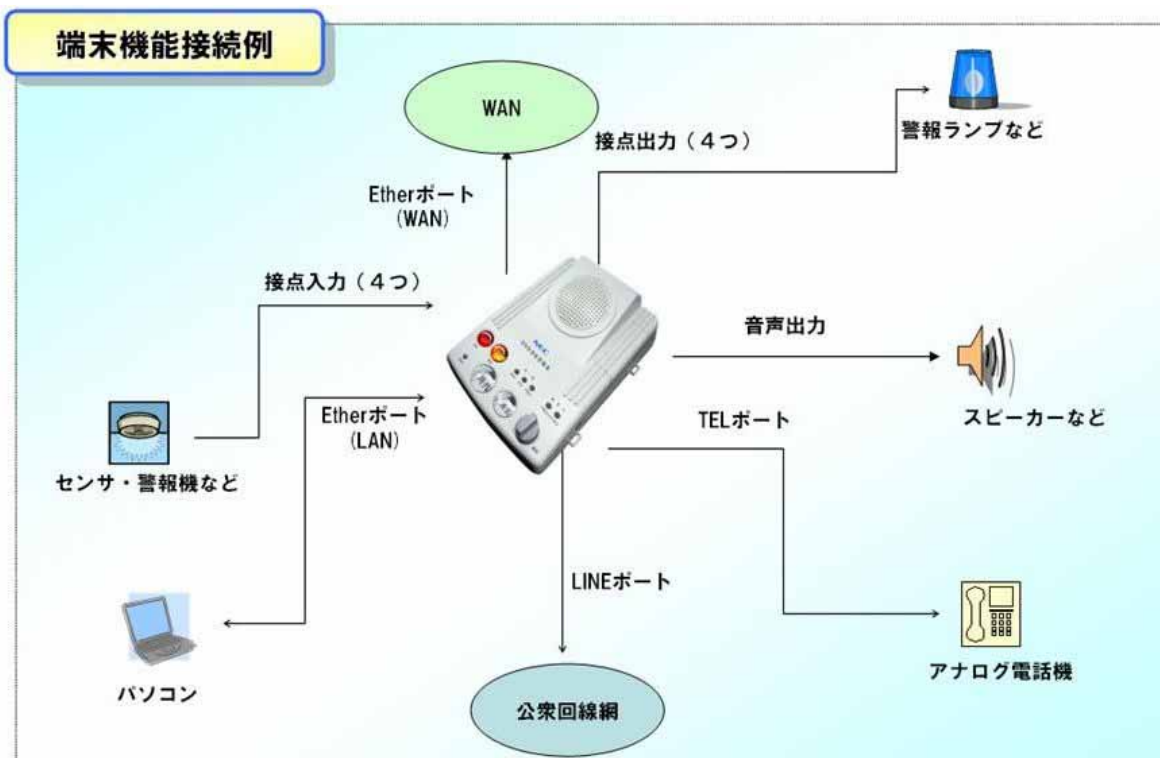 端末機能接続例
WAN
接点出力（４つ）
警報ランプなど
Etherポート
(WAN)
接点入力（４つ）
NEC
音声出力
Etherポート
(LAN)
スピーカーなど
TELポート
センサ・警報機など
LINEポート
パソコン
アナログ電話機
公衆回線網